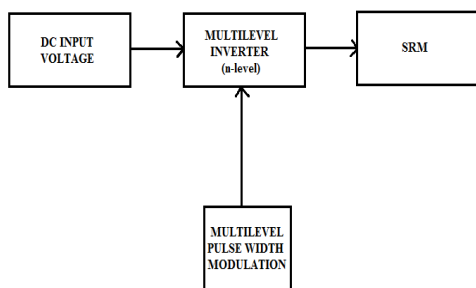 DC INPUT
VOLTAGE
MULTILEVEL
INVERTER
(n-level)
SRM
MULTILEVEL
PULSE WIDTH
MODULATION